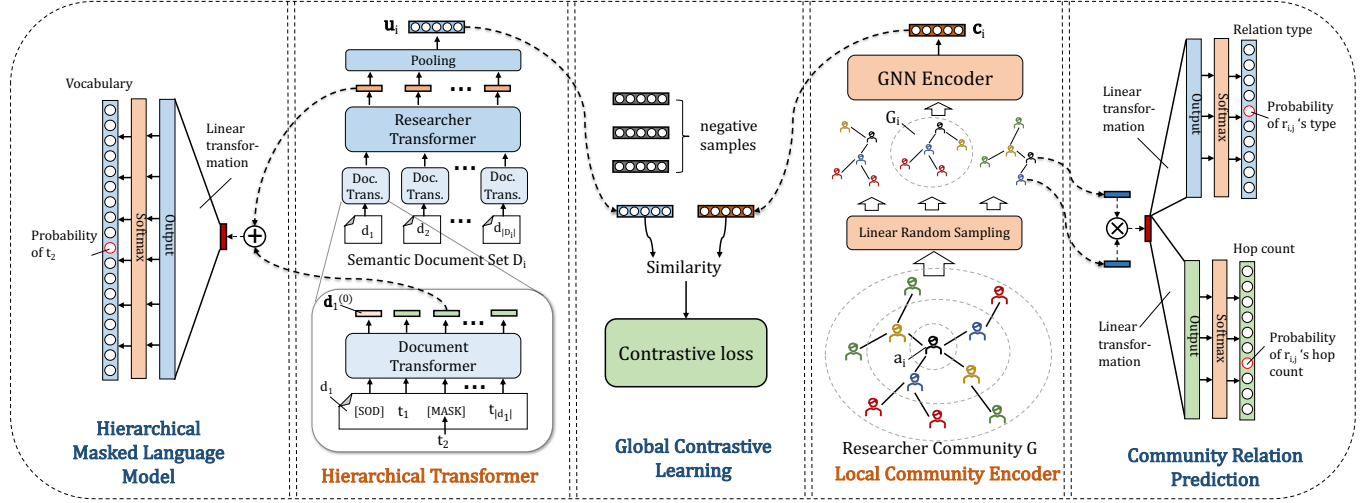 Vocabulary
Linear
transformation
Probability
of t2
Softmax
Output
Hierarchical
Masked Language
Model
ui
Pooling
...
Researcher
Transformer
Doc.
Trans.
Doc.
Trans.
...
Doc.
Trans.
d1
d2
...
d|Di|
Semantic Document Set Di
d1(0)
...
Document
Transformer
d1
[SOD]
t1
[MASK]
...
t|d1|
t2
Hierarchical Transformer
negative
samples
Similarity
Contrastive loss
Global Contrastive
Learning
ci
GNN Encoder
Gi
Linear Random Sampling
ai
Researcher Community G
Local Community Encoder
Relation type
Linear
transfor-
mation
Output
Softmax
Probability
of ri,j 's type
Hop count
Linear
transfor-
mation
Output
Softmax
Probability
of ri,j 's hop
count
Community Relation
Prediction